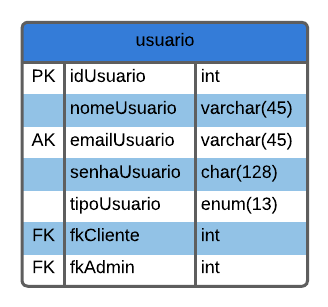 usuario
PK idUsuario int
nomeUsuario varchar(45)
AK emailUsuario varchar(45)
senhaUsuario char(128)
tipoUsuario enum(13)
FK fkCliente int
FK fkAdmin int